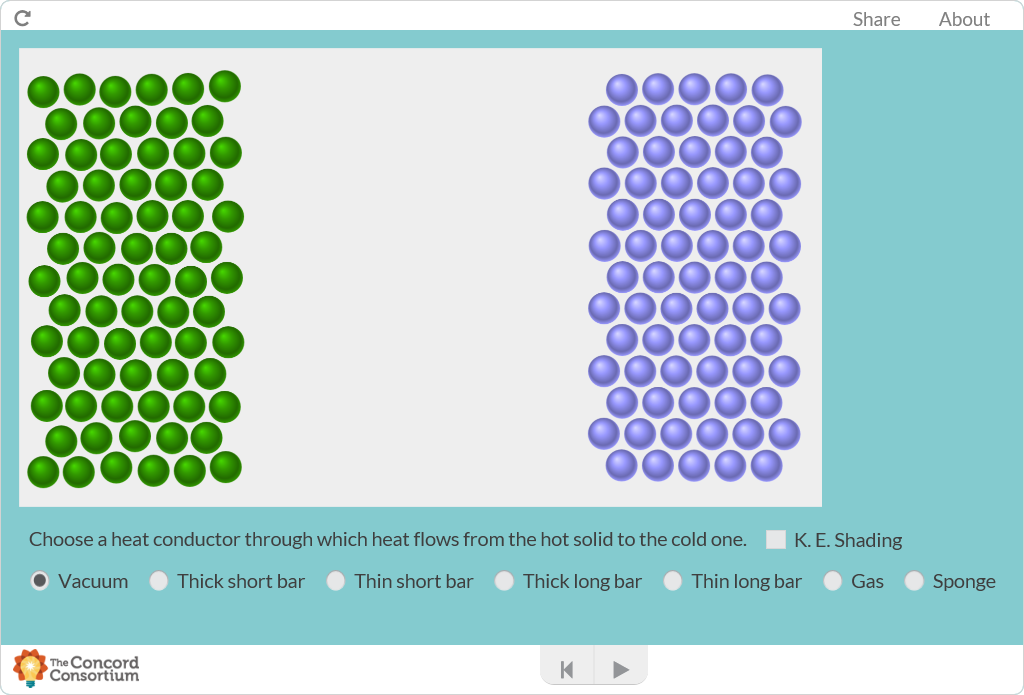 Share About
Choose a heat conductor through which heat flows from the hot solid to the cold one. K. E. Shading
Vacuum Thick short bar Thin short bar Thick long bar Thin long bar Gas Sponge
The Concord
Consortium